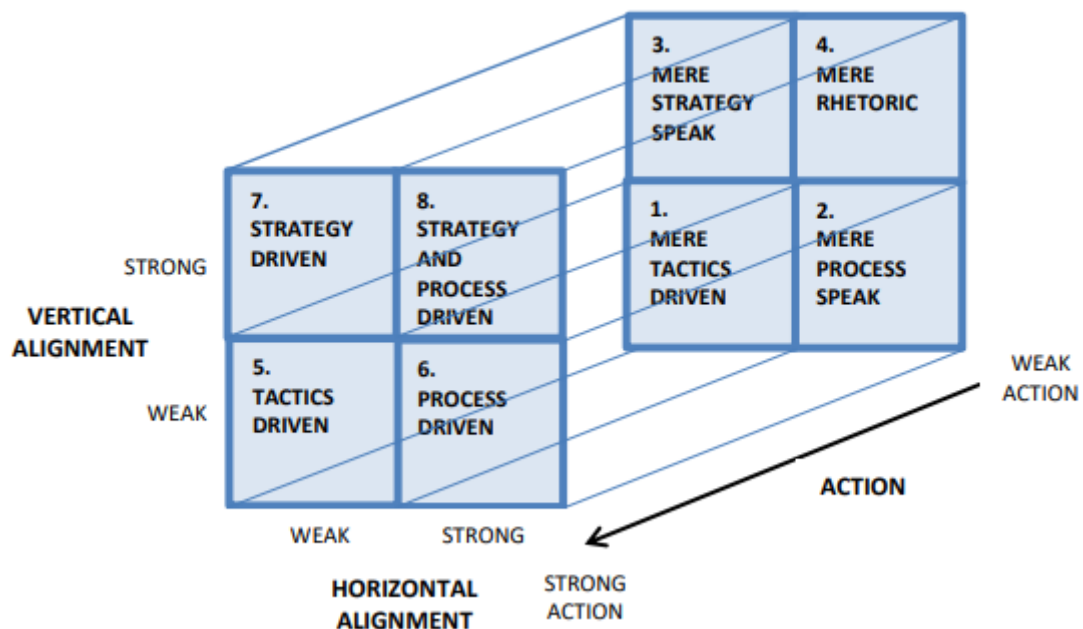 3.
MERE
STRATEGY
SPEAK
4.
MERE
RHETORIC
7.
STRATEGY
DRIVEN
8.
STRATEGY
AND
PROCESS
DRIVEN
1.
MERE
TACTICS
DRIVEN
2.
MERE
PROCESS
SPEAK
STRONG
VERTICAL
ALIGNMENT
WEAK
5.
TACTICS
DRIVEN
6.
PROCESS
DRIVEN
WEAK
ACTION
ACTION
WEAK
STRONG
HORIZONTAL
ALIGNMENT
STRONG
ACTION